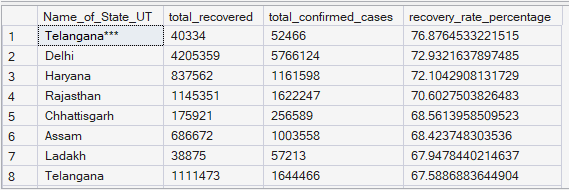 Name_of_State_UT total_recovered total_confirmed_cases recovery_rate_percentage
1 Telangana*** 40334 52466 76.8764533221515
2 Delhi 4205359 5766124 72.9321637897485
3 Haryana 837562 1161598 72.1042908131729
4 Rajasthan 1145351 1622247 70.6027503826483
5 Chhattisgarh 175921 256589 68.5613958509523
6 Assam 686672 1003558 68.423748303536
7 Ladakh 38875 57213 67.9478440214637
8 Telangana 1111473 1644466 67.5886883644904